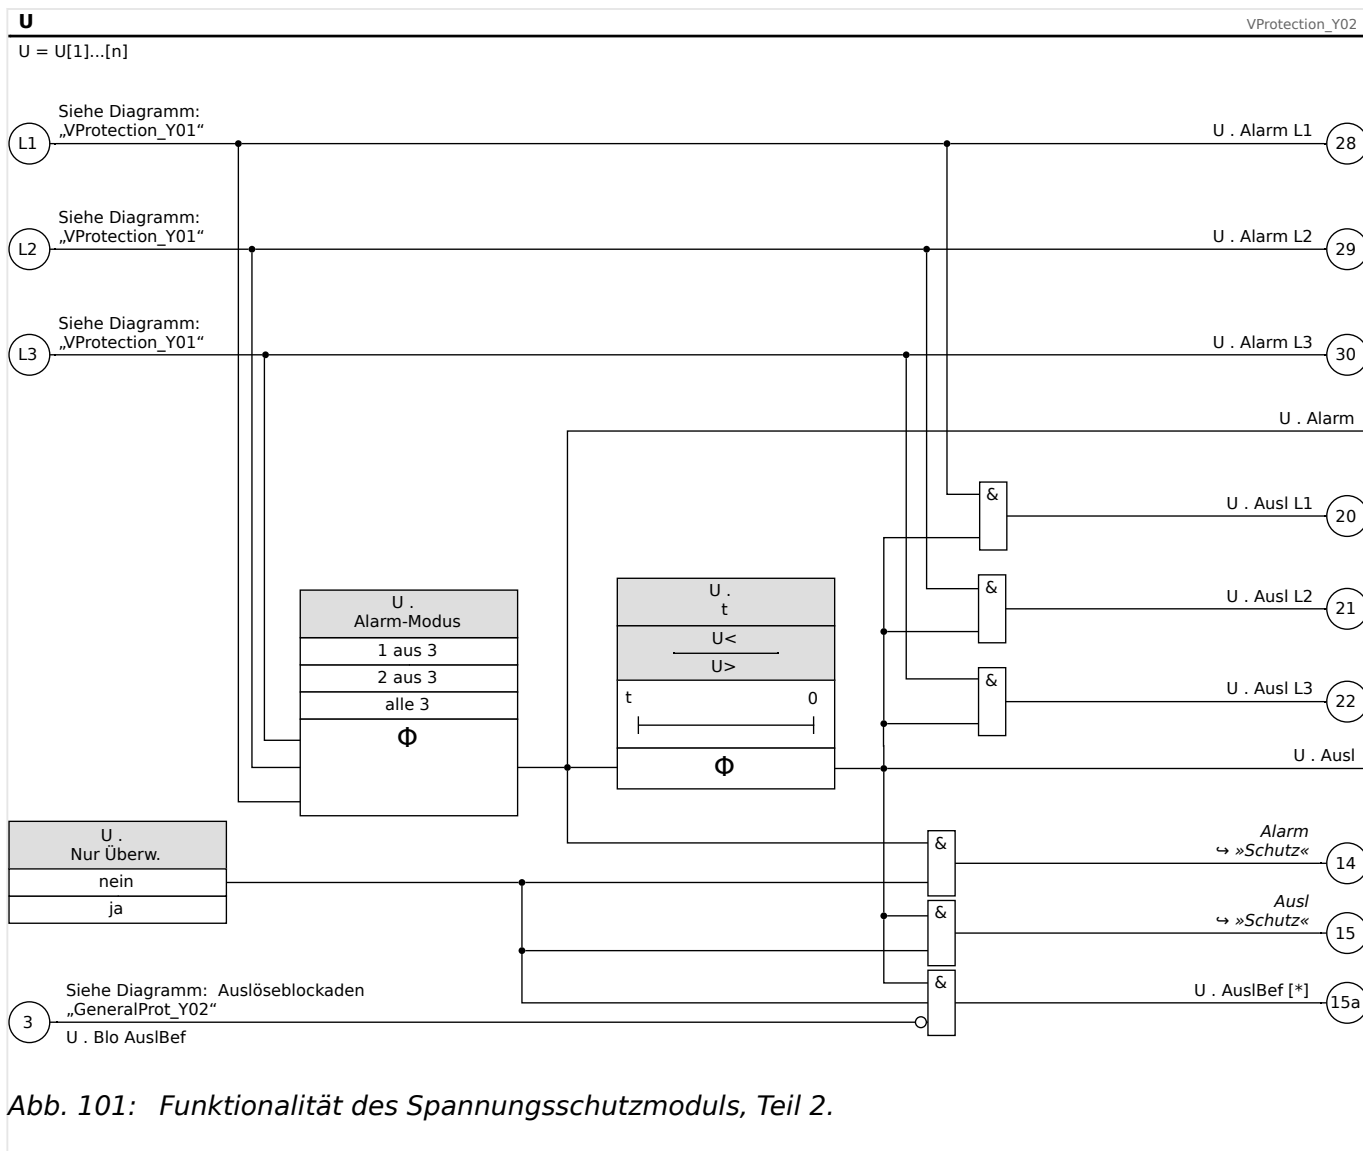 U
VProtection_Y02
U = U[1]...[n]
Siehe Diagramm:
„VProtection_Y01“
L1
U . Alarm L1
28
Siehe Diagramm:
„VProtection_Y01“
L2
U . Alarm L2
29
Siehe Diagramm:
„VProtection_Y01“
L3
U . Alarm L3
30
U . Alarm
&
U . Ausl L1
20
&
U . Ausl L2
21
&
U . Ausl L3
22
U .
Alarm-Modus
1 aus 3
2 aus 3
alle 3
Φ
U .
t
U<
U>
t 0
Φ
U . Ausl
U .
Nur Überw.
nein
ja
&
Alarm
↪ »Schutz«
14
&
Ausl
↪ »Schutz«
15
&
U . AuslBef [*]
15a
Siehe Diagramm: Auslöseblockaden
„GeneralProt_Y02“
3
U . Blo AuslBef
Abb. 101: Funktionalität des Spannungsschutzmoduls, Teil 2.